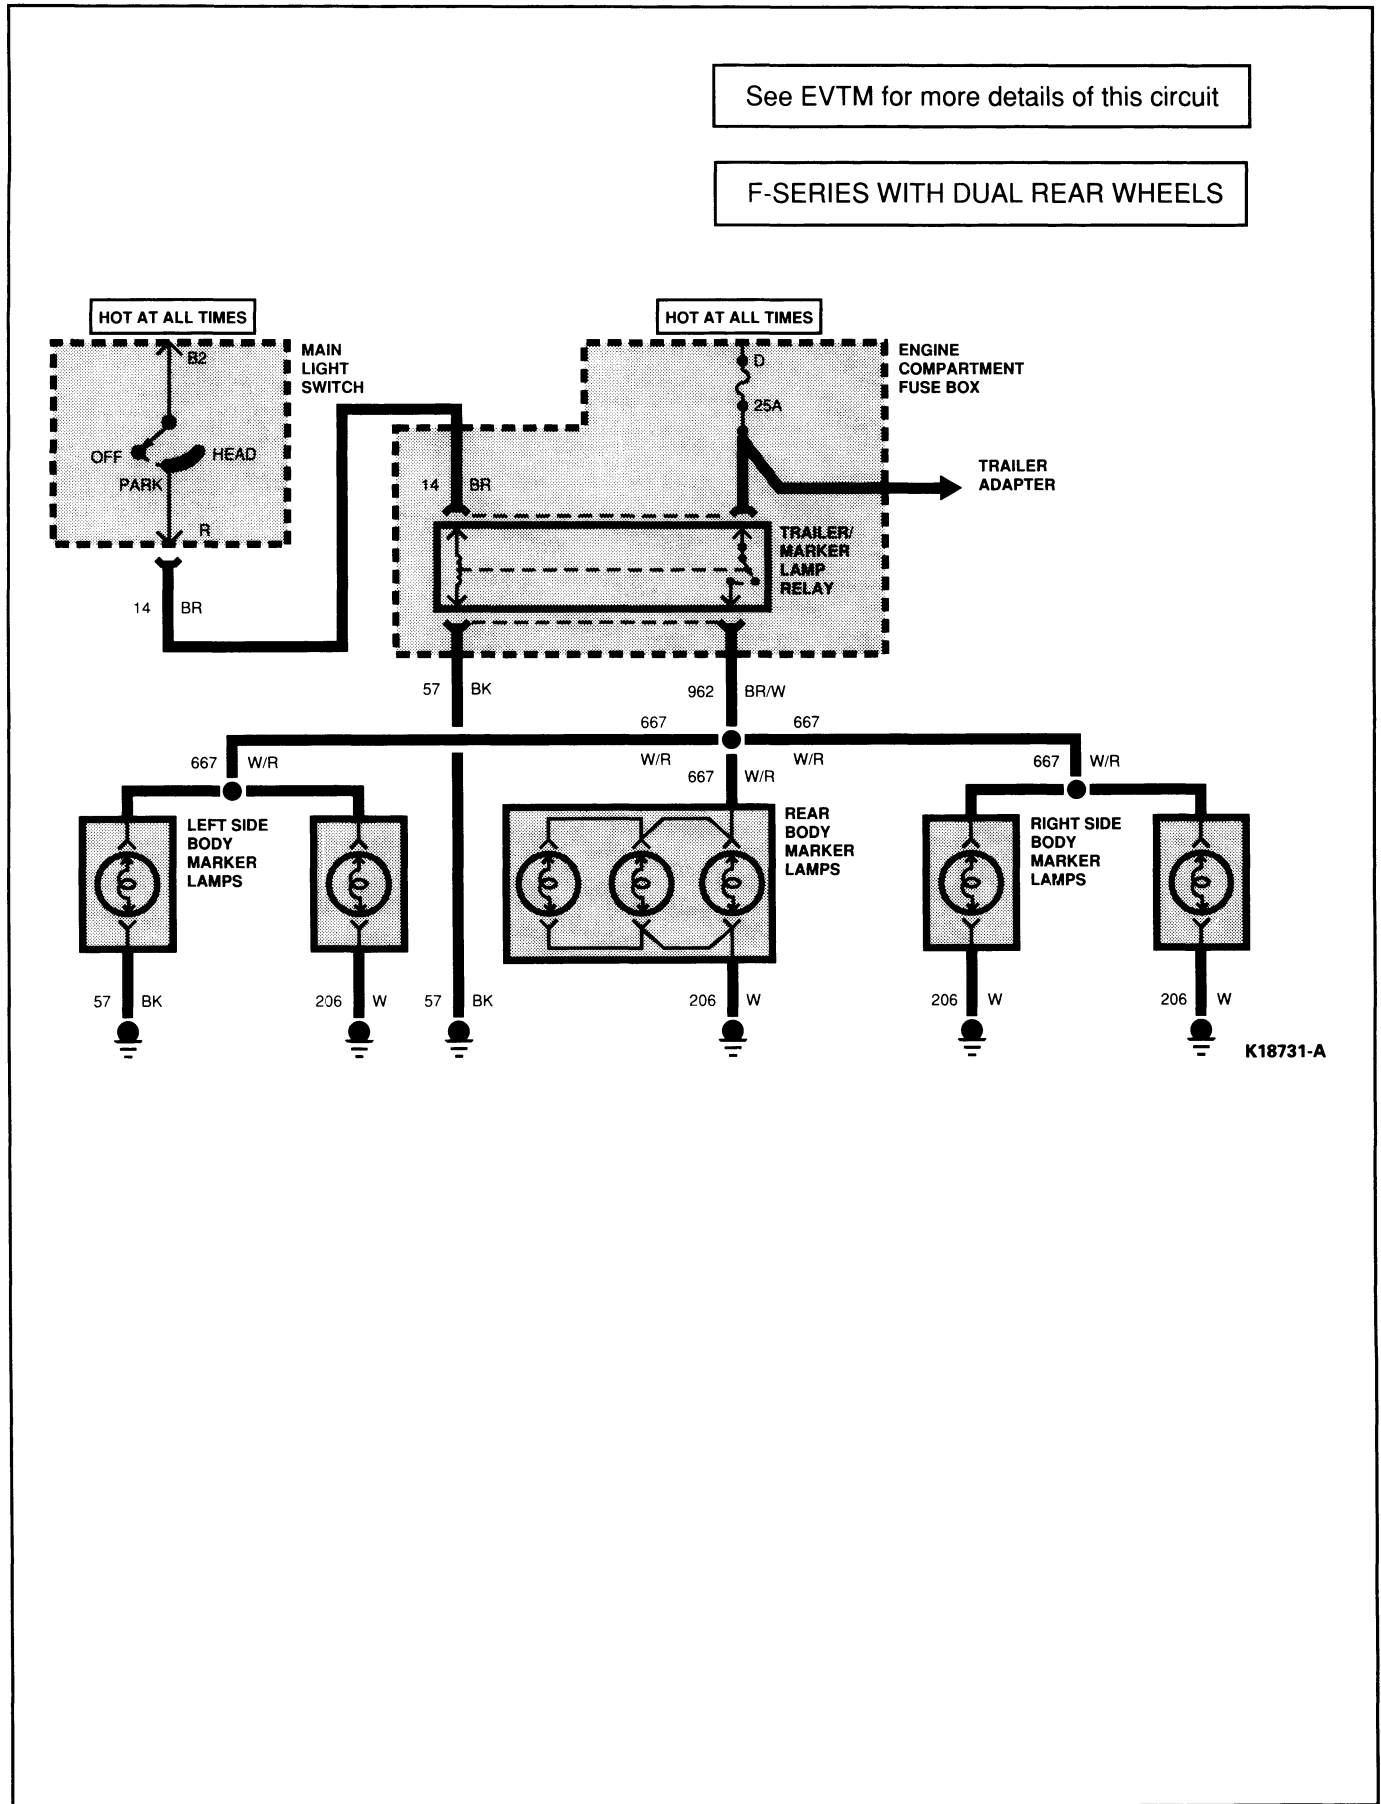 See EVTM for more details of this circuit
F-SERIES WITH DUAL REAR WHEELS
HOT AT ALL TIMES
HOT AT ALL TIMES
B2
MAIN
LIGHT
SWITCH
OFF
HEAD
PARK
R
14 BR
D
25A
ENGINE
COMPARTMENT
FUSE BOX
TRAILER
ADAPTER
14 BR
TRAILER/
MARKER
LAMP
RELAY
57 BK
962 BR/W
667
W/R
667
W/R
667 W/R
667 W/R
667 W/R
LEFT SIDE
BODY
MARKER
LAMPS
REAR
BODY
MARKER
LAMPS
RIGHT SIDE
BODY
MARKER
LAMPS
57 BK
206 W
57 BK
206 W
206 W
206 W
K18731-A